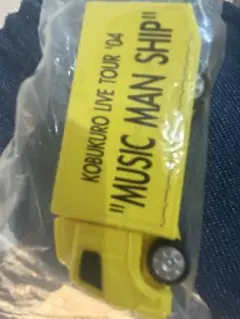 KOBUKURO LIVE TOUR '04
"MUSIC MAN SHIP"